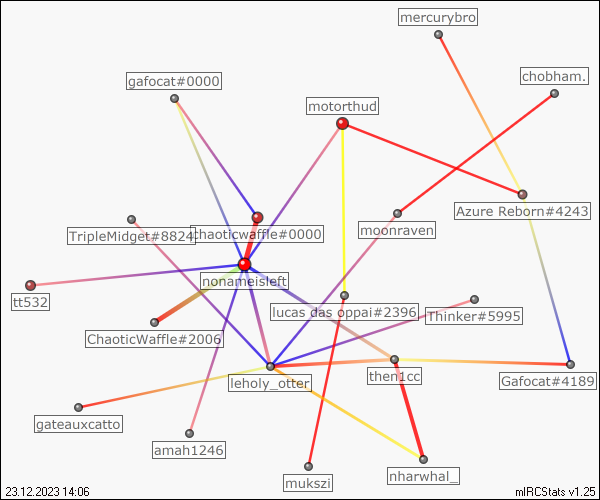 mercurybro
chobham.
gafocat#0000
motorthud
Azure Reborn#4243
moonraven
chaoticwaffle#0000
TripleMidget#8824
nonameisleft
tt532
lucas das oppai#2396
Thinker#5995
ChaoticWaffle#2006
leholy_otter
then1cc
Gafocat#4189
gateauxcatto
amah1246
mukszi
nharwhal_
23.12.2023 14:06
mIRCStats v1.25